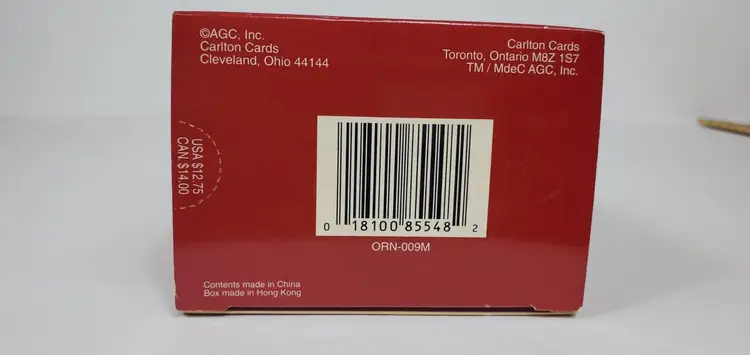 ©AGC, Inc.
Carlton Cards
Cleveland, Ohio 44144
Carlton Cards
Toronto, Ontario M8Z 1S7
TM / MdeC AGC, Inc.
USA $12.75
CAN. $14.00
0 18100 85548 2
ORN-009M
Contents made in China
Box made in Hong Kong